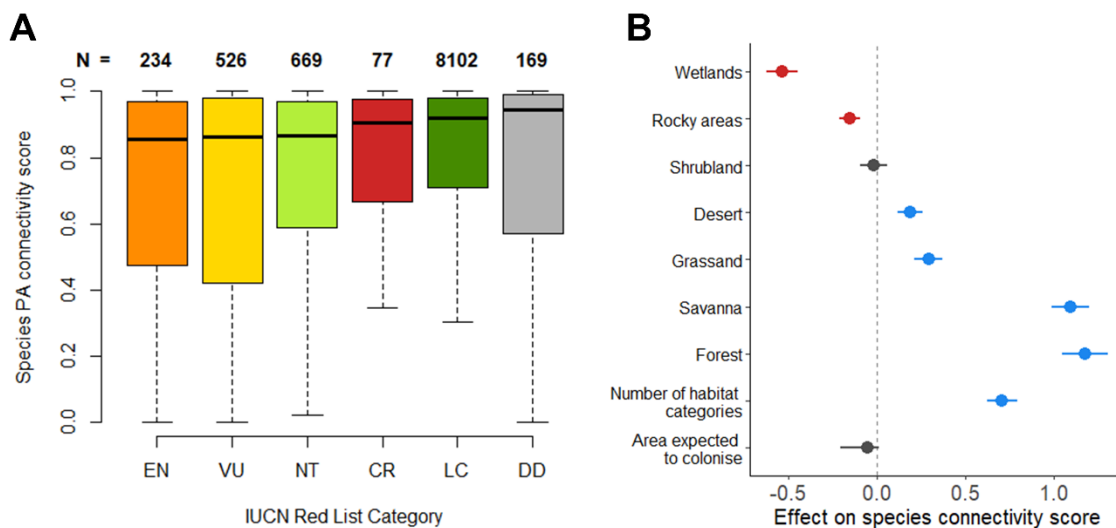 A
N = 234 526 669 77 8102 169
Species PA connectivity score
1.0
0.8
0.6
0.4
0.2
0.0
EN VU NT CR LC DD
IUCN Red List Category
B
Wetlands
Rocky areas
Shrubland
Desert
Grassand
Savanna
Forest
Number of habitat
categories
Area expected
to colonise
-0.5 0.0 0.5 1.0
Effect on species connectivity score